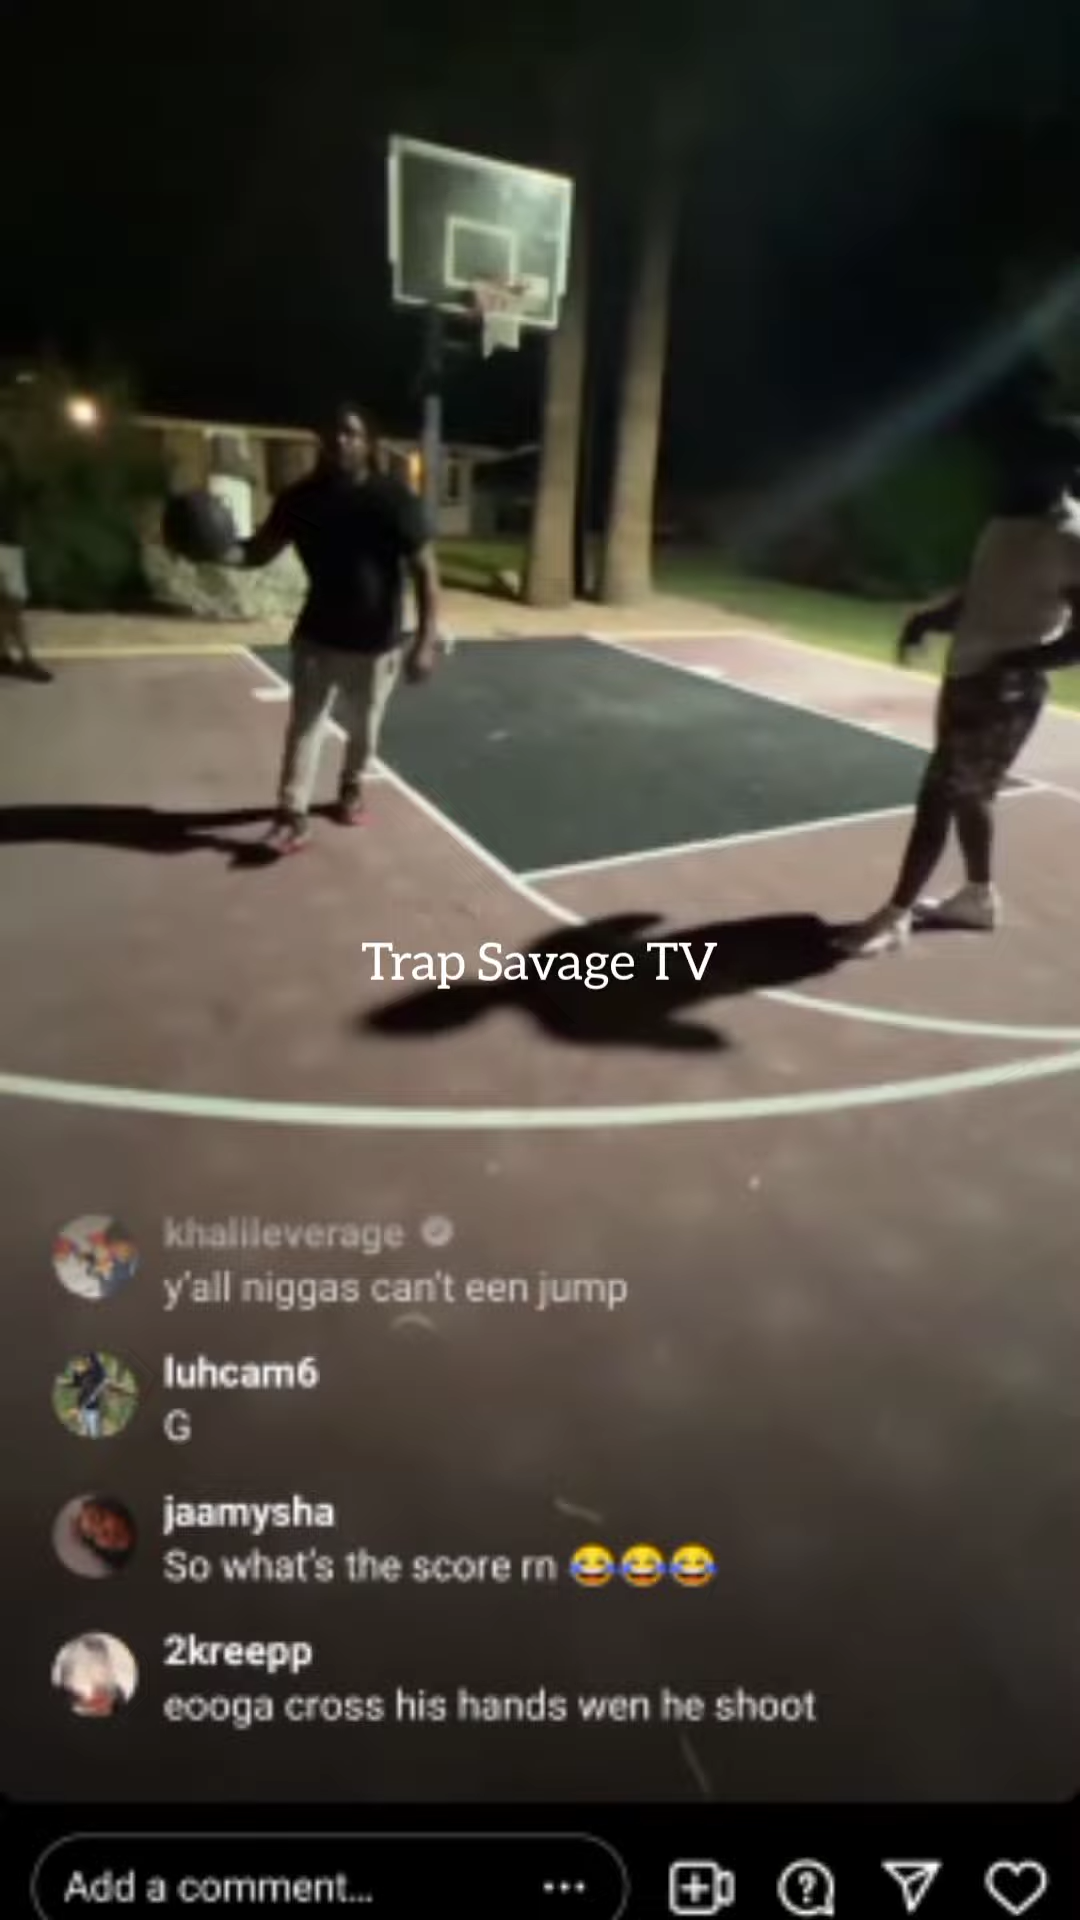 Trap Savage TV
khalileverage
y'all niggas can't een jump
luhcam6
G
jaamysha
So what's the score rn 😂😂😂
2kreepp
eooga cross his hands wen he shoot
Add a comment...